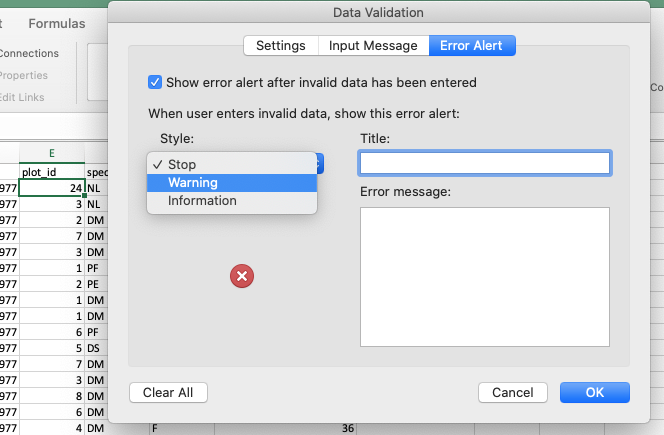 Data Validation
t Formulas
Connections
Properties
Edit Links
Co
Settings Input Message Error Alert
Show error alert after invalid data has been entered
When user enters invalid data, show this error alert:
Style: Title:
Stop
Warning
Information
Error message:
Clear All Cancel OK
E
plot_id spec
977 24 NL
977 3 NL
977 2 DM
977 7 DM
977 3 DM
977 1 PF
977 2 PE
977 1 DM
977 1 DM
977 6 PF
977 5 DS
977 7 DM
977 3 DM
977 8 DM
977 6 DM
977 4 DM F 36